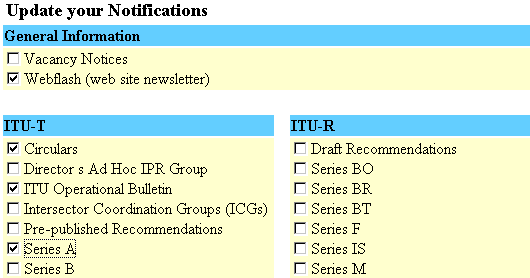 Update your Notifications
General Information
Vacancy Notices
Webflash (web site newsletter)
ITU-T
Circulars
Director s Ad Hoc IPR Group
ITU Operational Bulletin
Intersector Coordination Groups (ICGs)
Pre-published Recommendations
Series A
Series B
ITU-R
Draft Recommendations
Series BO
Series BR
Series BT
Series F
Series IS
Series M